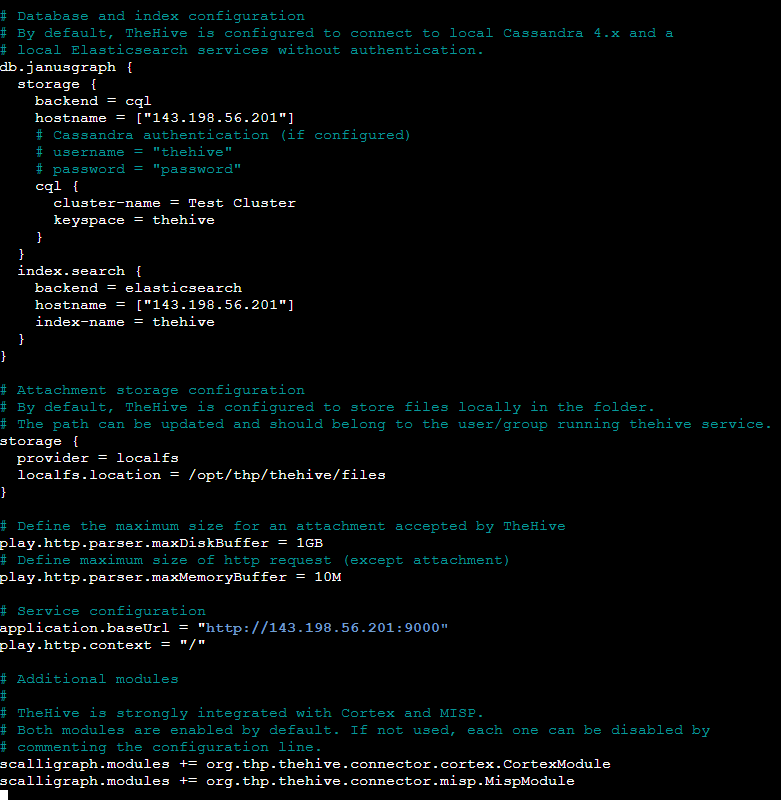 # Database and index configuration
# By default, TheHive is configured to connect to local Cassandra 4.x and a
# local Elasticsearch services without authentication.
db.janusgraph {
  storage {
    backend = cql
    hostname = ["143.198.56.201"]
    # Cassandra authentication (if configured)
    # username = "thehive"
    # password = "password"
    cql {
      cluster-name = Test Cluster
      keyspace = thehive
    }
  }
  index.search {
    backend = elasticsearch
    hostname = ["143.198.56.201"]
    index-name = thehive
  }
}

# Attachment storage configuration
# By default, TheHive is configured to store files locally in the folder.
# The path can be updated and should belong to the user/group running thehive service.
storage {
  provider = localfs
  localfs.location = /opt/thp/thehive/files
}

# Define the maximum size for an attachment accepted by TheHive
play.http.parser.maxDiskBuffer = 1GB
# Define maximum size of http request (except attachment)
play.http.parser.maxMemoryBuffer = 10M

# Service configuration
application.baseUrl = "http://143.198.56.201:9000"
play.http.context = "/"

# Additional modules
#
# TheHive is strongly integrated with Cortex and MISP.
# Both modules are enabled by default. If not used, each one can be disabled by
# commenting the configuration line.
scalligraph.modules += org.thp.thehive.connector.cortex.CortexModule
scalligraph.modules += org.thp.thehive.connector.misp.MispModule